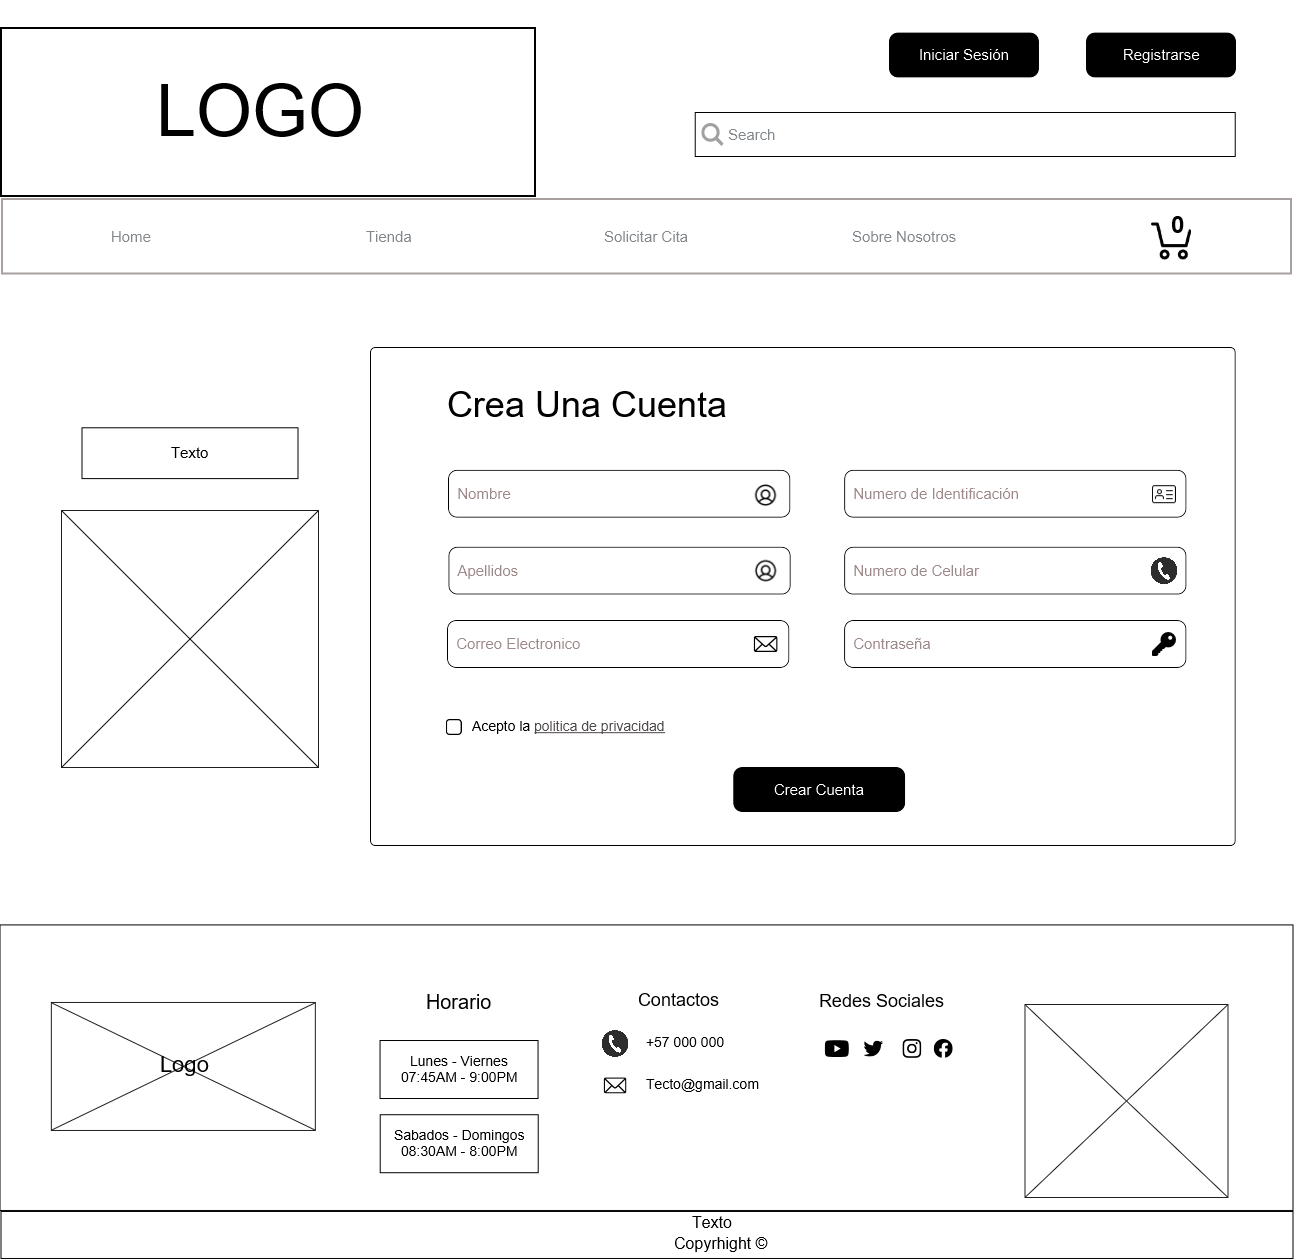 LOGO
Iniciar Sesión
Registrarse
Search
Home
Tienda
Solicitar Cita
Sobre Nosotros
0
Crea Una Cuenta
Texto
Nombre
Numero de Identificación
Apellidos
Numero de Celular
Correo Electronico
Contraseña
Acepto la politica de privacidad
Crear Cuenta
Logo
Horario
Lunes - Viernes
07:45AM - 9:00PM
Sabados - Domingos
08:30AM - 8:00PM
Contactos
+57 000 000
Tecto@gmail.com
Redes Sociales
Texto
Copyrhight ©